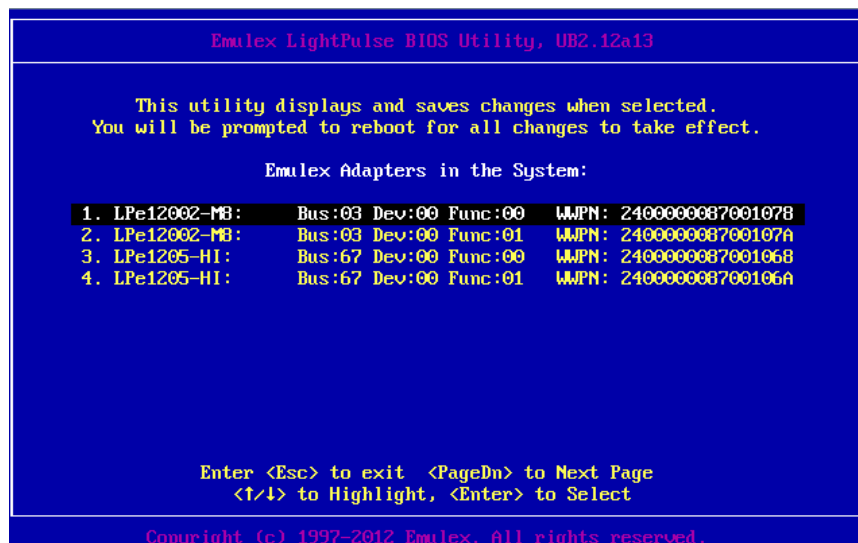 Emulex LightPulse BIOS Utility, UB2.12a13
This utility displays and saves changes when selected.
You will be prompted to reboot for all changes to take effect.
Emulex Adapters in the System:
1. LPe12002-M8: Bus:03 Dev:00 Func:00 WWPN: 2400000087001078
2. LPe12002-M8: Bus:03 Dev:00 Func:01 WWPN: 240000008700107A
3. LPe1205-HI: Bus:67 Dev:00 Func:00 WWPN: 2400000087001068
4. LPe1205-HI: Bus:67 Dev:00 Func:01 WWPN: 240000008700106A
Enter <Esc> to exit <PageDn> to Next Page
<↑/↓> to Highlight, <Enter> to Select
Copyright (c) 1997-2012 Emulex. All rights reserved.